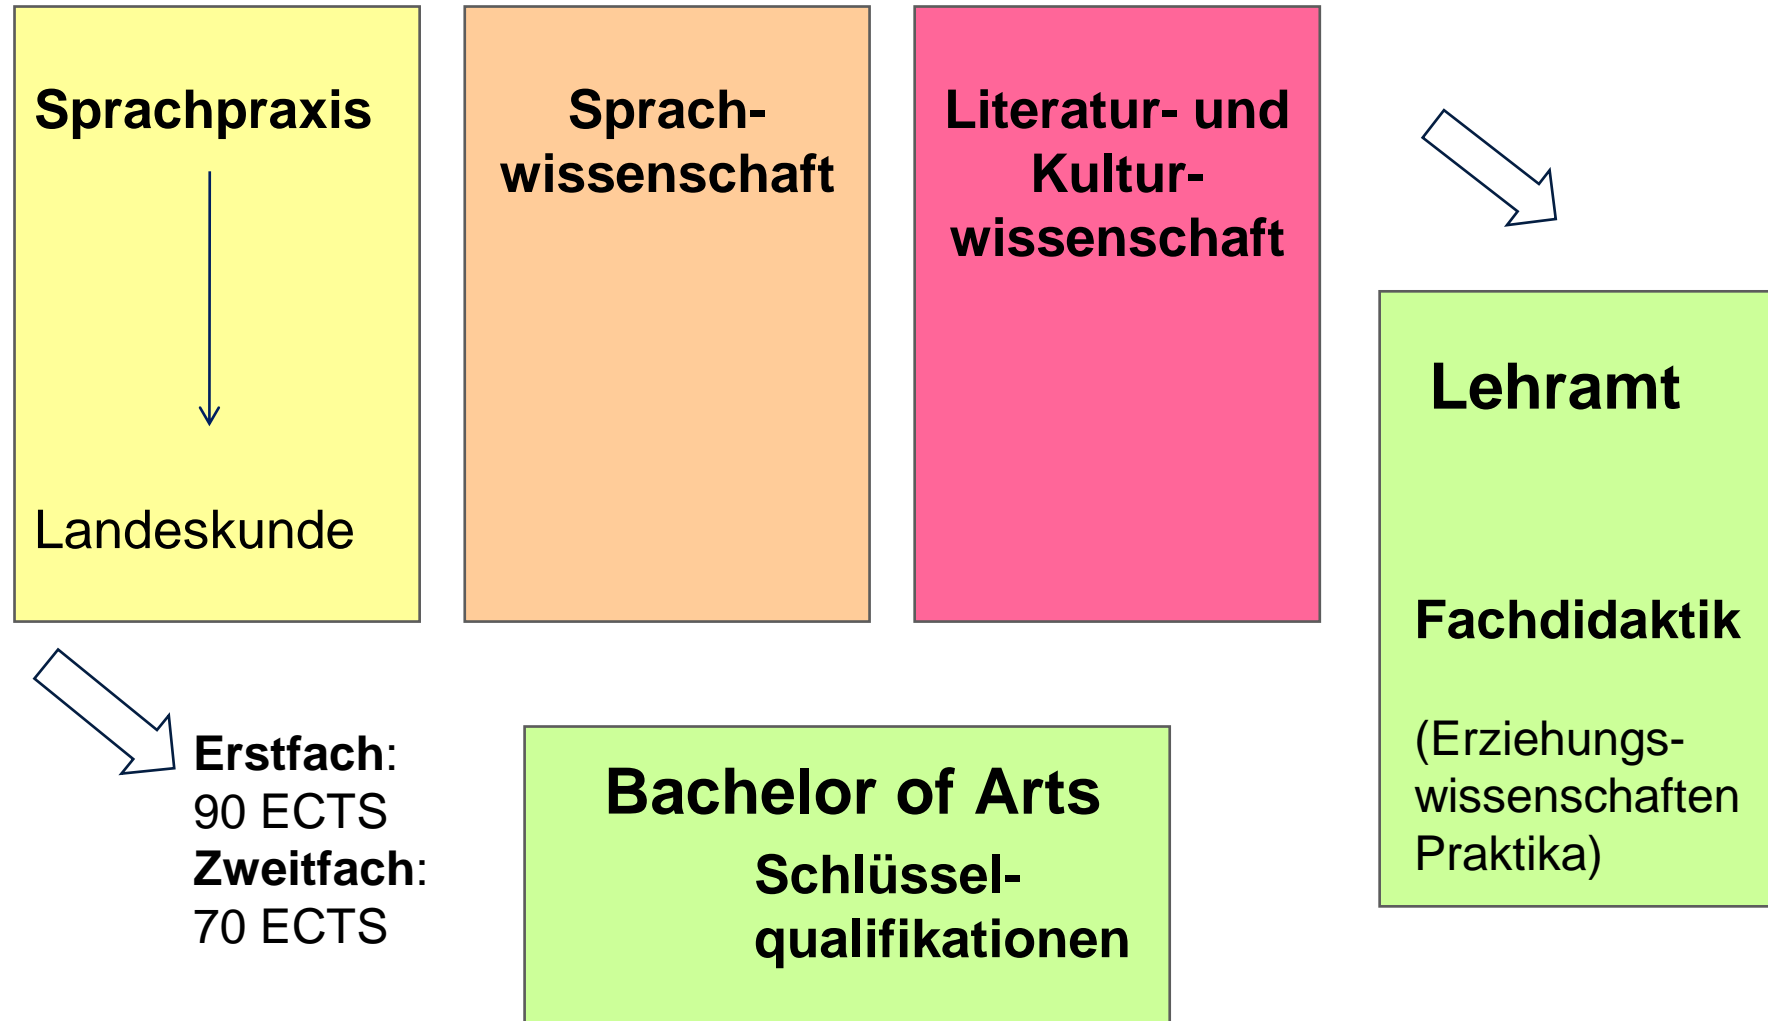 Sprachpraxis
Landeskunde
Sprach-
wissenschaft
Literatur- und
Kultur-
wissenschaft
Lehramt
Fachdidaktik
(Erziehungs-
wissenschaften
Praktika)
Erstfach:
90 ECTS
Zweitfach:
70 ECTS
Bachelor of Arts
Schlüssel-
qualifikationen